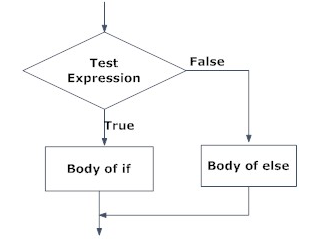 Test
Expression
False
True
Body of if
Body of else